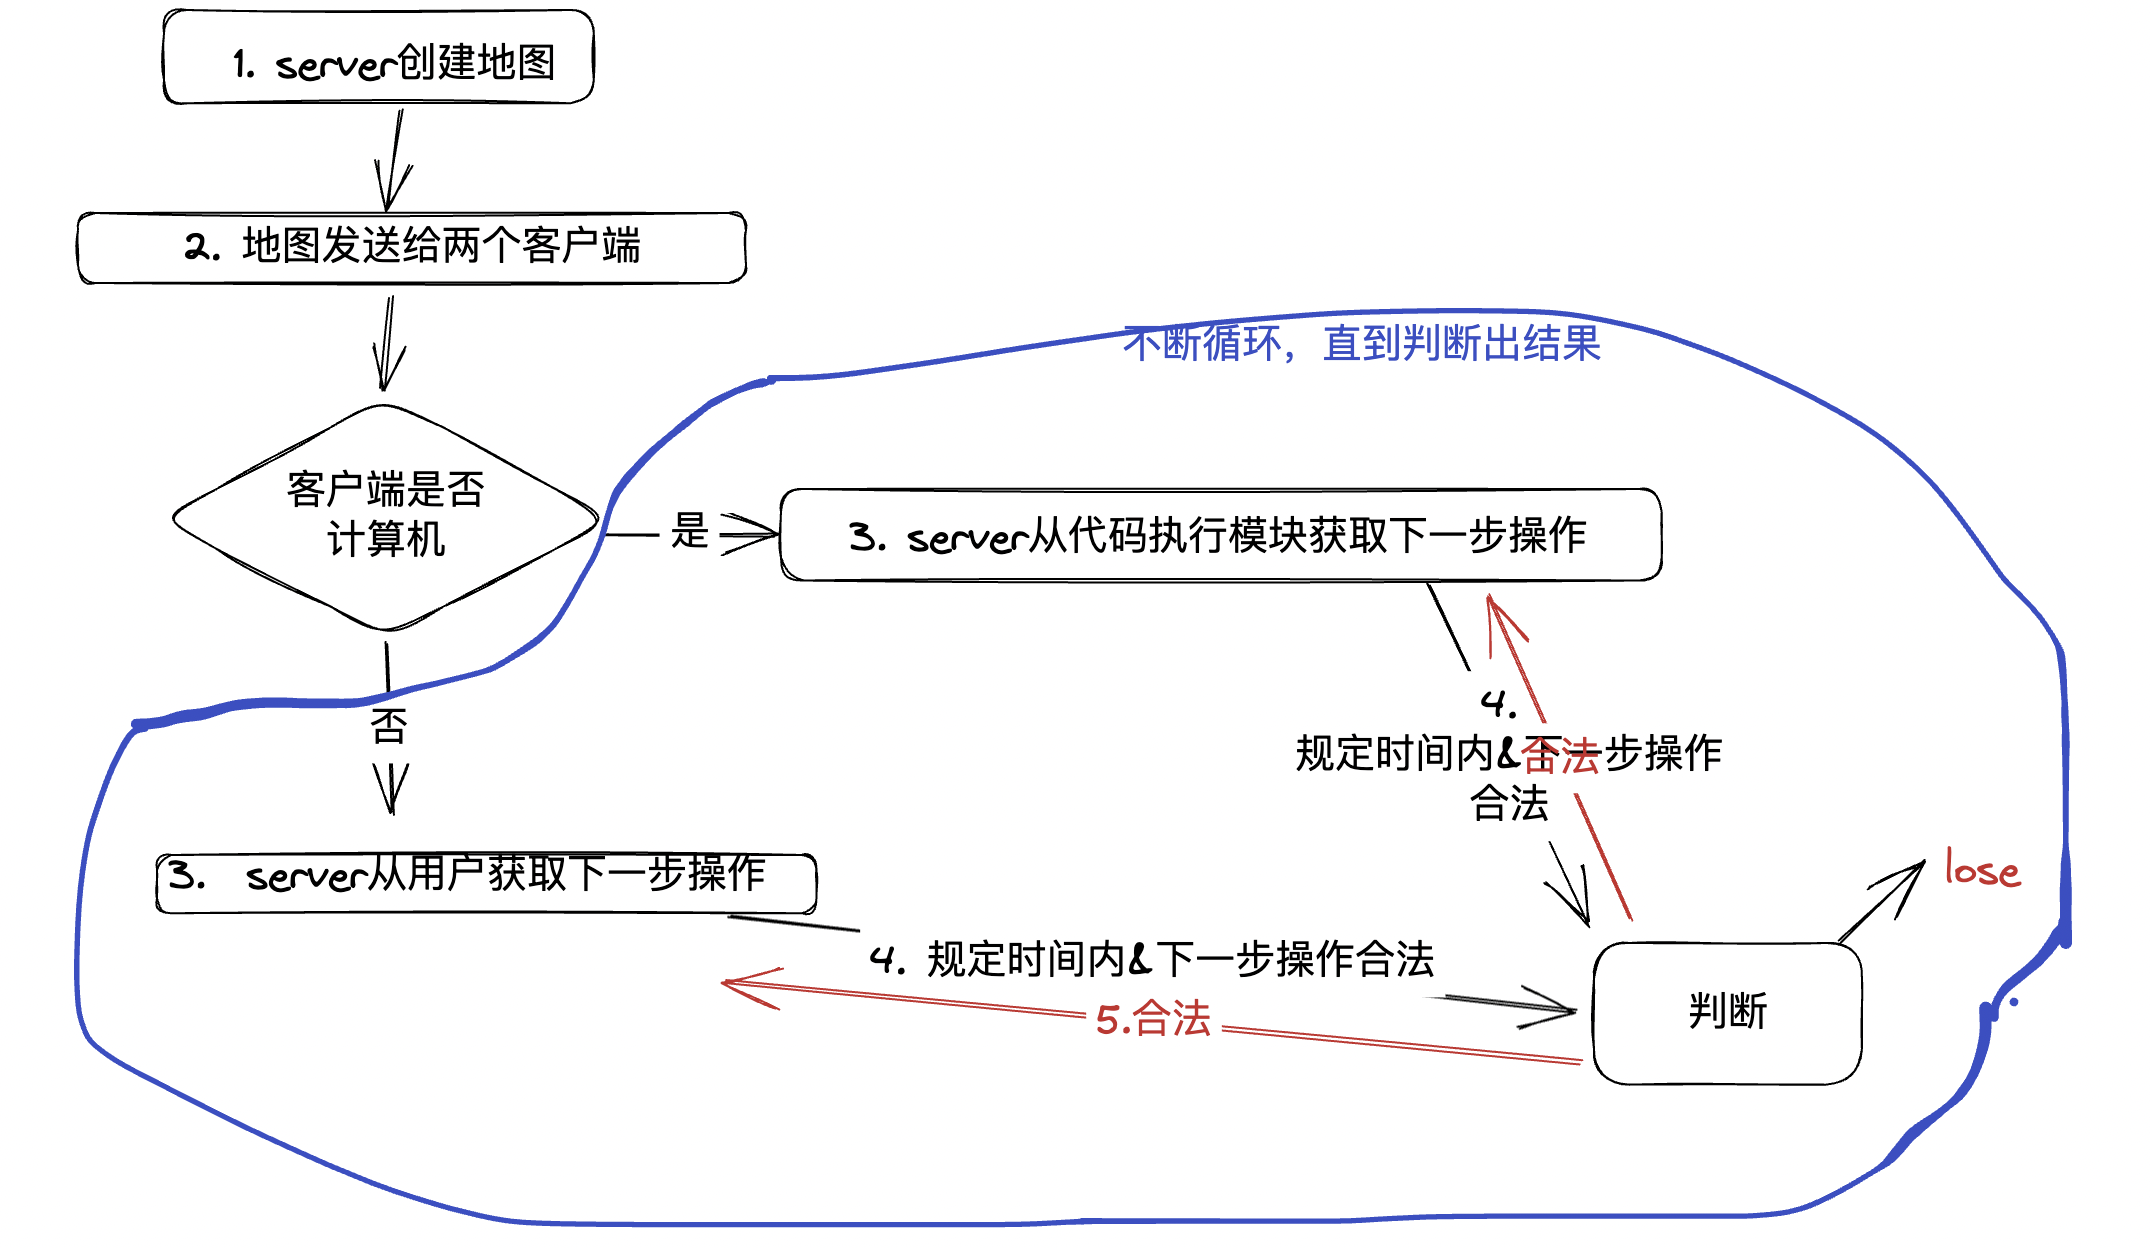 1. server创建地图
2. 地图发送给两个客户端
不断循环，直到判断出结果
客户端是否
计算机
是
3. server从代码执行模块获取下一步操作
否
4.
规定时间内&下一步操作
合法
合法
3. server从用户获取下一步操作
lose
4. 规定时间内&下一步操作合法
5.合法
判断